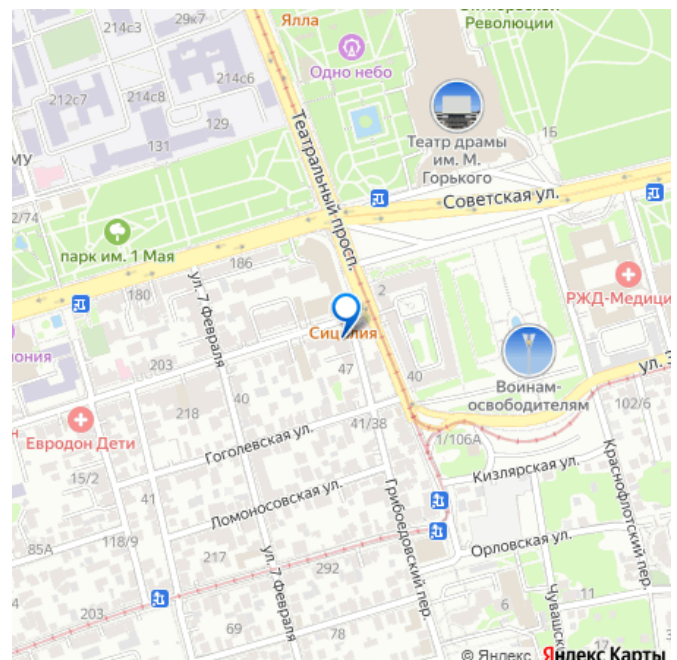 214с3
29к7
Ялла
Революции
Одно небо
214с6
212с7
214с8
129
131
Театральный просп.
Театр драмы
им. М.
Горького
16
МУ
Советская ул.
2/74
парк им. 1 Мая
186
180
ул. 7 Февраля
2
РЖД-Медици
Сицилия
ония
203
47
40
40
Воинам-
освободителям
ул. З
102/6
218
41/38
Евродон Дети
Гоголевская ул.
1/106А
15/2
Кизлярская ул.
Краснофлотский пер.
41
Ломоносовская ул.
Грибоедовский пер.
85А
118/9
217
292
ул. 7 Февраля
Орловская ул.
4
203
69
78
6
11
Чувашск
© Яндекс Яндекс Карты